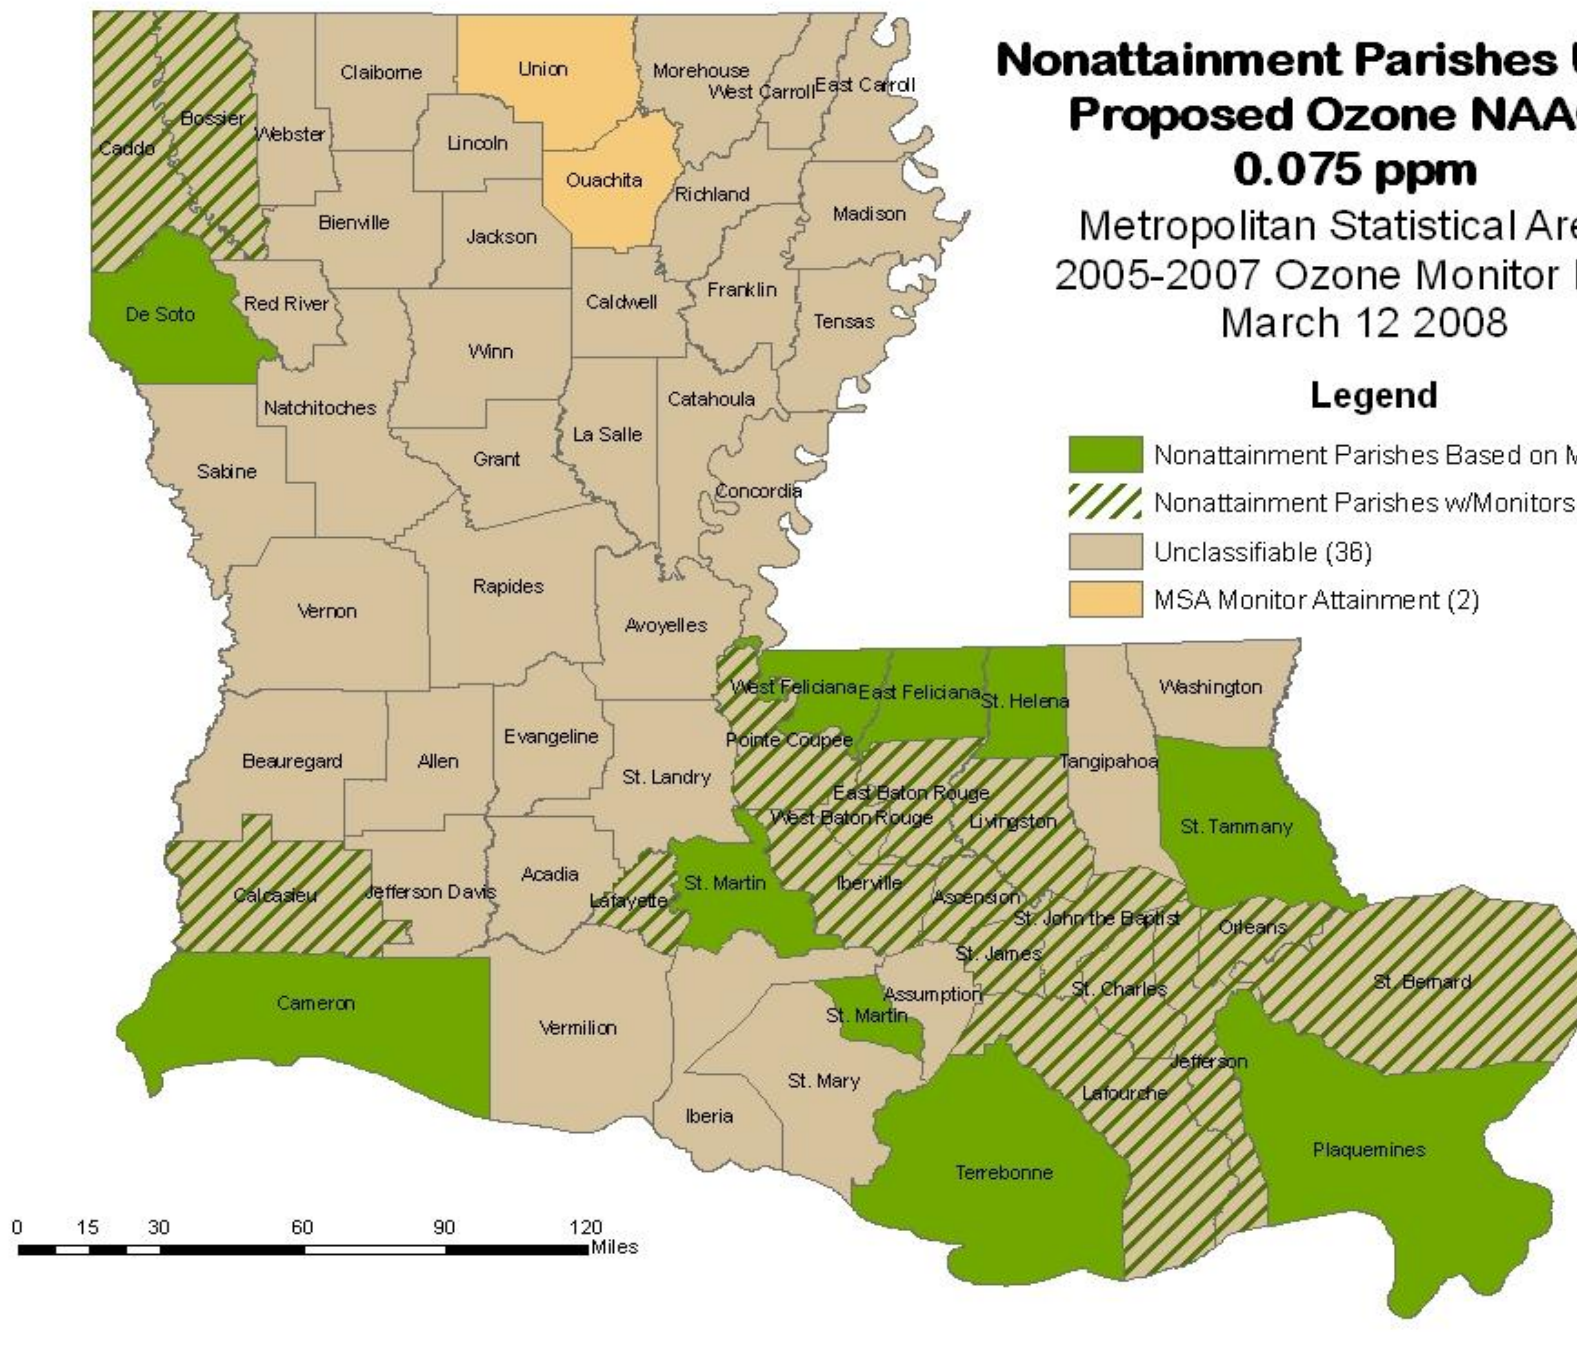 Nonattainment Parishes
Proposed Ozone
0.075 ppm
Metropolitan Statistical
2005-2007 Ozone Monitor
March 12 2008
Legend
Nonattainment Parishes Based on
Nonattainment Parishes w/Monitors
Unclassifiable (36)
MSA Monitor Attainment (2)
Claiborne
Union
Morehouse
West Carroll
East Carroll
Bossier
Webster
Caddo
Lincoln
Ouachita
Richland
Madison
Bienville
Jackson
De Soto
Red River
Caldwell
Franklin
Tensas
Winn
Natchitoches
Catahoula
La Salle
Sabine
Grant
Concordia
Vernon
Rapides
Avoyelles
West Feliciana
East Feliciana
St. Helena
Washington
Beauregard
Allen
Evangeline
St. Landry
Pointe Coupee
Tangipahoa
East Baton Rouge
West Baton Rouge
Livingston
St. Tammany
Calcasieu
Jefferson Davis
Acadia
Lafayette
St. Martin
Iberville
Ascension
St. John the Baptist
Orleans
St. James
St. Charles
St. Bernard
Cameron
Vermilion
St. Martin
Assumption
St. Mary
Iberia
Jefferson
Lafourche
Terrebonne
Plaquemines
0 15 30 60 90 120
Miles